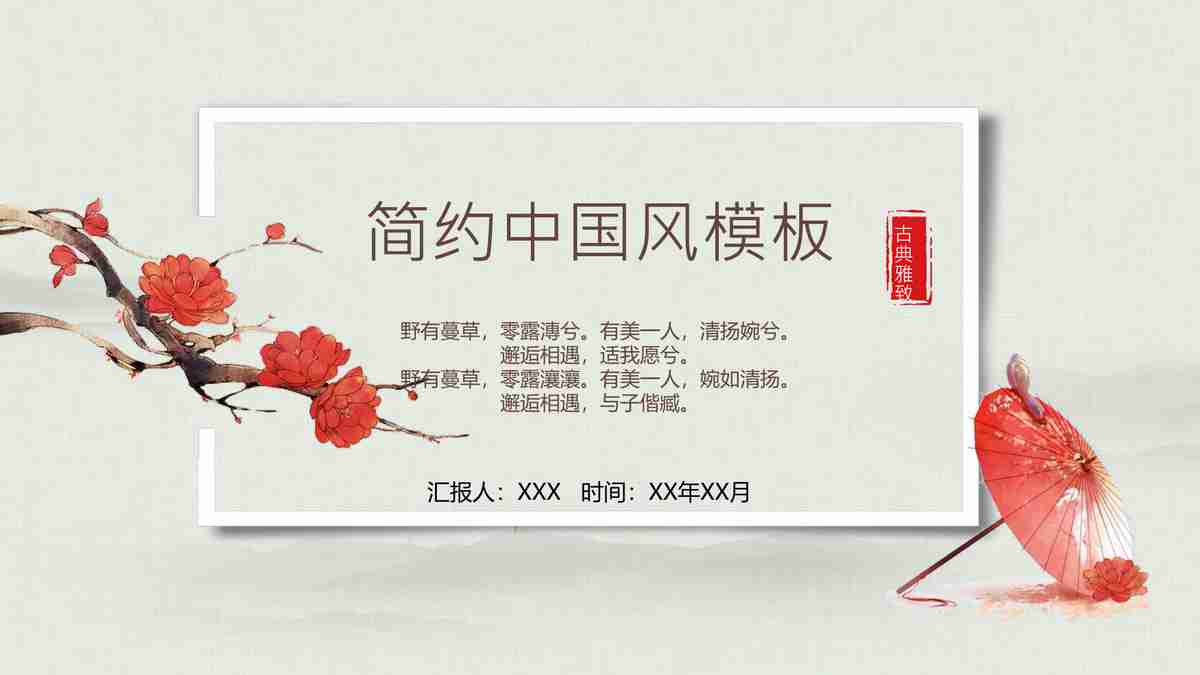 简约中国风模板
古典雅致
野有蔓草，零露漙兮。有美一人，清扬婉兮。
邂逅相遇，适我愿兮。
野有蔓草，零露瀼瀼。有美一人，婉如清扬。
邂逅相遇，与子偕臧。
汇报人：XXX 时间：XX年XX月